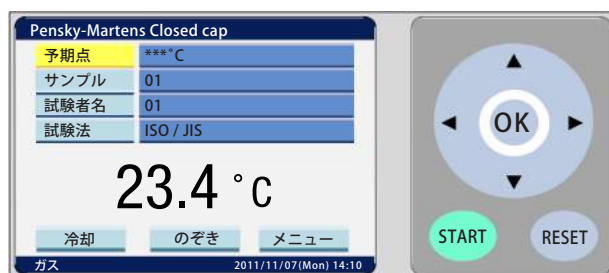 Pensky-Martens Closed cap
予期点 ***˚C
サンプル 01
試験者名 01
試験法 ISO / JIS
23.4 ˚C
冷却 のぞき メニュー
ガス 2011/11/07(Mon) 14:10
OK
START RESET